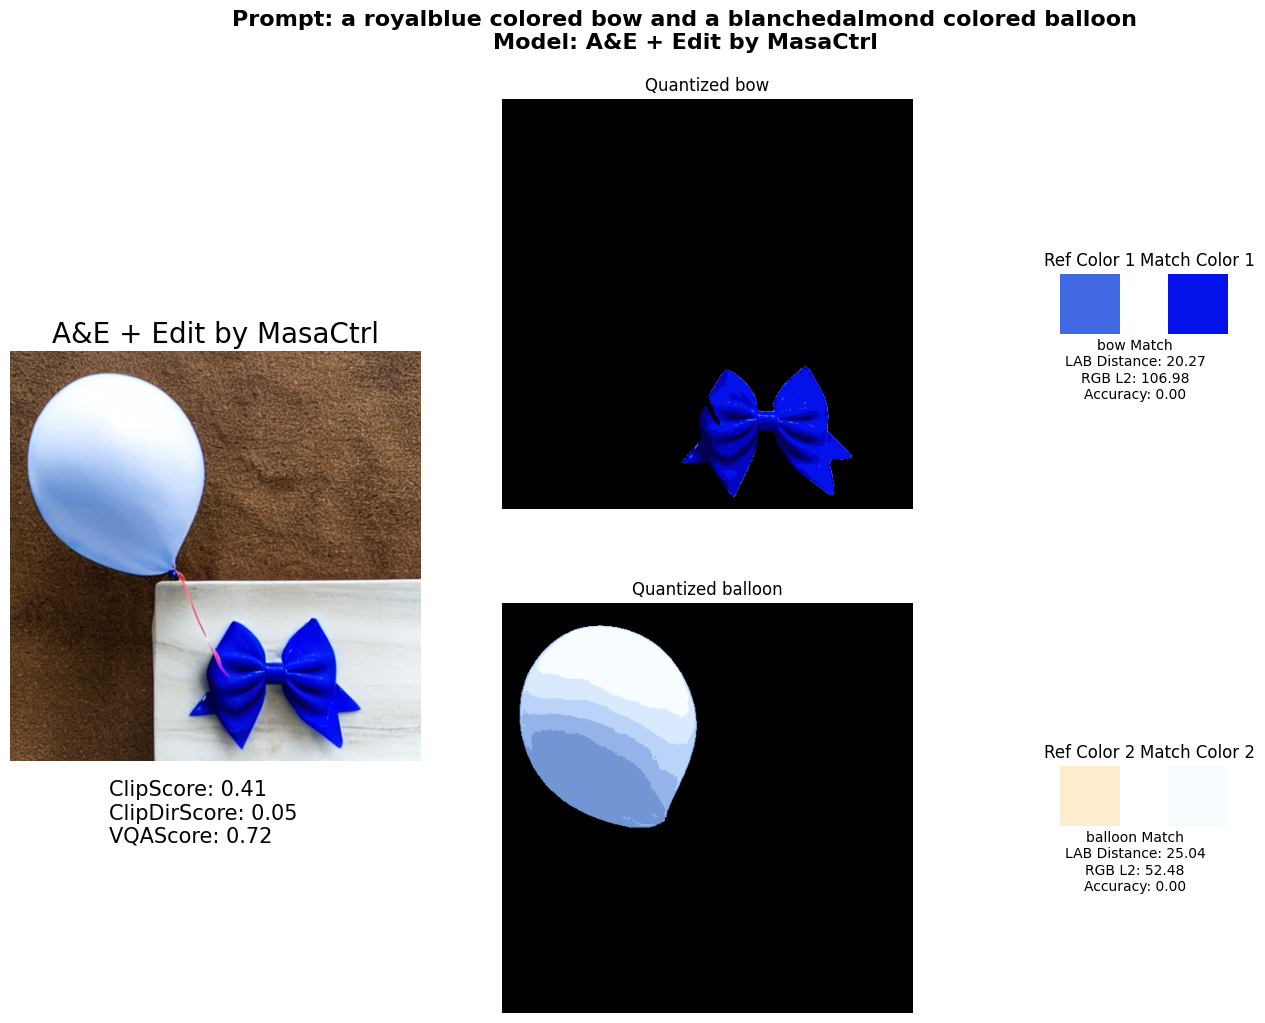 Prompt: a royalblue colored bow and a blanchedalmond colored balloon
Model: A&E + Edit by MasaCtrl
Quantized bow
Ref Color 1 Match Color 1
bow Match
LAB Distance: 20.27
RGB L2: 106.98
Accuracy: 0.00
A&E + Edit by MasaCtrl
ClipScore: 0.41
ClipDirScore: 0.05
VQAScore: 0.72
Quantized balloon
Ref Color 2 Match Color 2
balloon Match
LAB Distance: 25.04
RGB L2: 52.48
Accuracy: 0.00